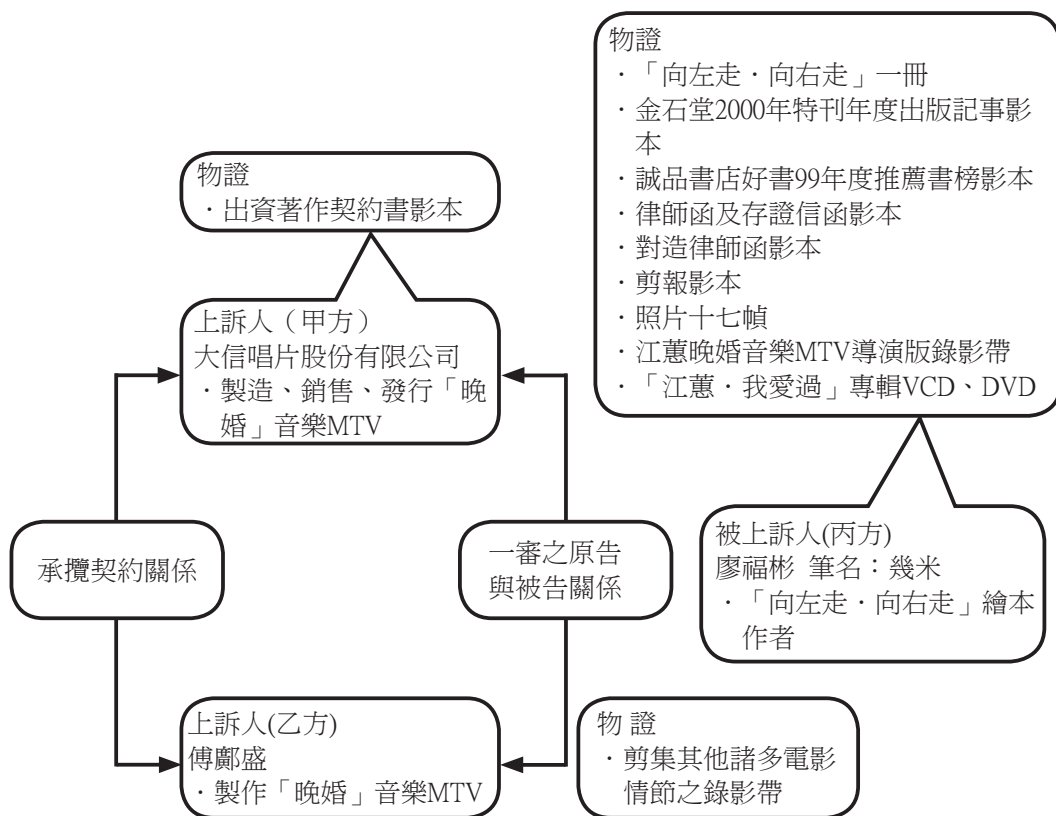 物證
·「向左走·向右走」一冊
·金石堂2000年特刊年度出版記事影
本
·誠品書店好書99年度推薦書榜影本
·律師函及存證信函影本
·對造律師函影本
·剪報影本
·照片十七幀
·江蕙晚婚音樂MTV導演版錄影帶
·「江蕙·我愛過」專輯VCD、DVD
物證
·出資著作契約書影本
上訴人（甲方）
大信唱片股份有限公司
·製造、銷售、發行「晚
婚」音樂MTV
承攬契約關係
一審之原告
與被告關係
被上訴人(丙方)
廖福彬 筆名：幾米
·「向左走·向右走」繪本
作者
上訴人(乙方)
傅鄺盛
·製作「晚婚」音樂MTV
物 證
·剪集其他諸多電影
情節之錄影帶